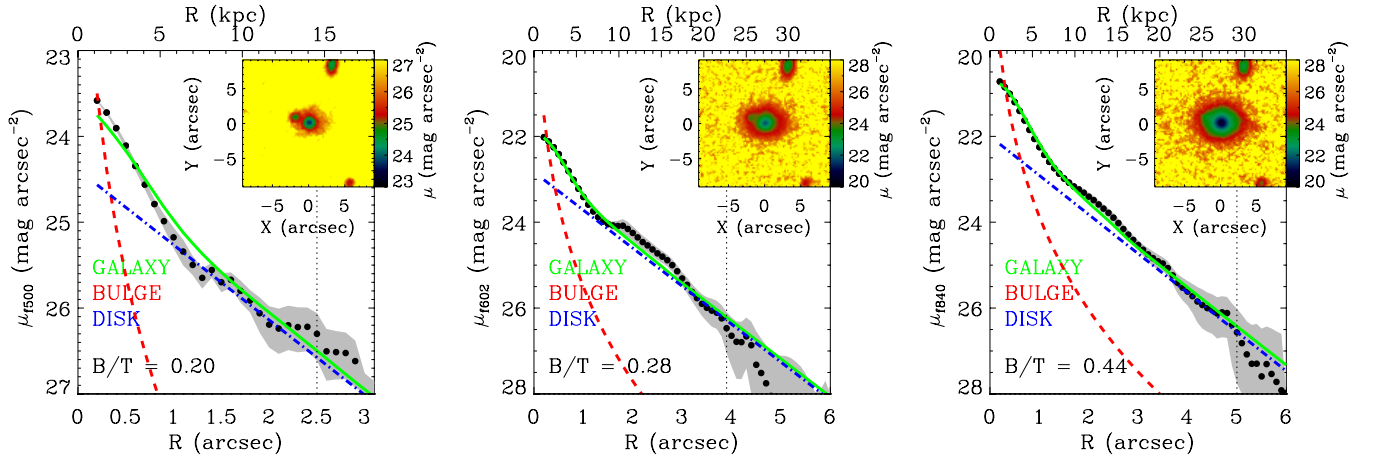 R (kpc)
0 5 10 15
23
24
25
26
27
μf500 (mag arcsec−2)
Y (arcsec)
5
0
−5
−5 0 5
X (arcsec)
27
26
25
24
23
μ (mag arcsec−2)
GALAXY
BULGE
DISK
B/T = 0.20
0 0.5 1 1.5 2 2.5 3
R (arcsec)
R (kpc)
0 5 10 15 20 25 30
20
22
24
26
28
μf602 (mag arcsec−2)
Y (arcsec)
5
0
−5
−5 0 5
X (arcsec)
28
26
24
22
20
μ (mag arcsec−2)
GALAXY
BULGE
DISK
B/T = 0.28
0 1 2 3 4 5 6
R (arcsec)
R (kpc)
0 5 10 15 20 25 30
20
22
24
26
28
μf840 (mag arcsec−2)
Y (arcsec)
5
0
−5
−5 0 5
X (arcsec)
28
26
24
22
20
μ (mag arcsec−2)
GALAXY
BULGE
DISK
B/T = 0.44
0 1 2 3 4 5 6
R (arcsec)